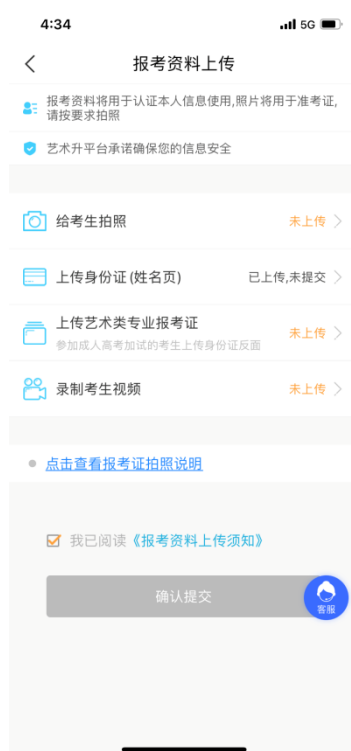 4:34
5G
报考资料上传
报考资料将用于认证本人信息使用,照片将用于准考证,
请按要求拍照
艺术升平台承诺确保您的信息安全
给考生拍照
未上传
上传身份证(姓名页)
已上传,未提交
上传艺术类专业报考证
参加成人高考加试的考生上传身份证反面
未上传
录制考生视频
未上传
点击查看报考证拍照说明
我已阅读《报考资料上传须知》
确认提交
客服